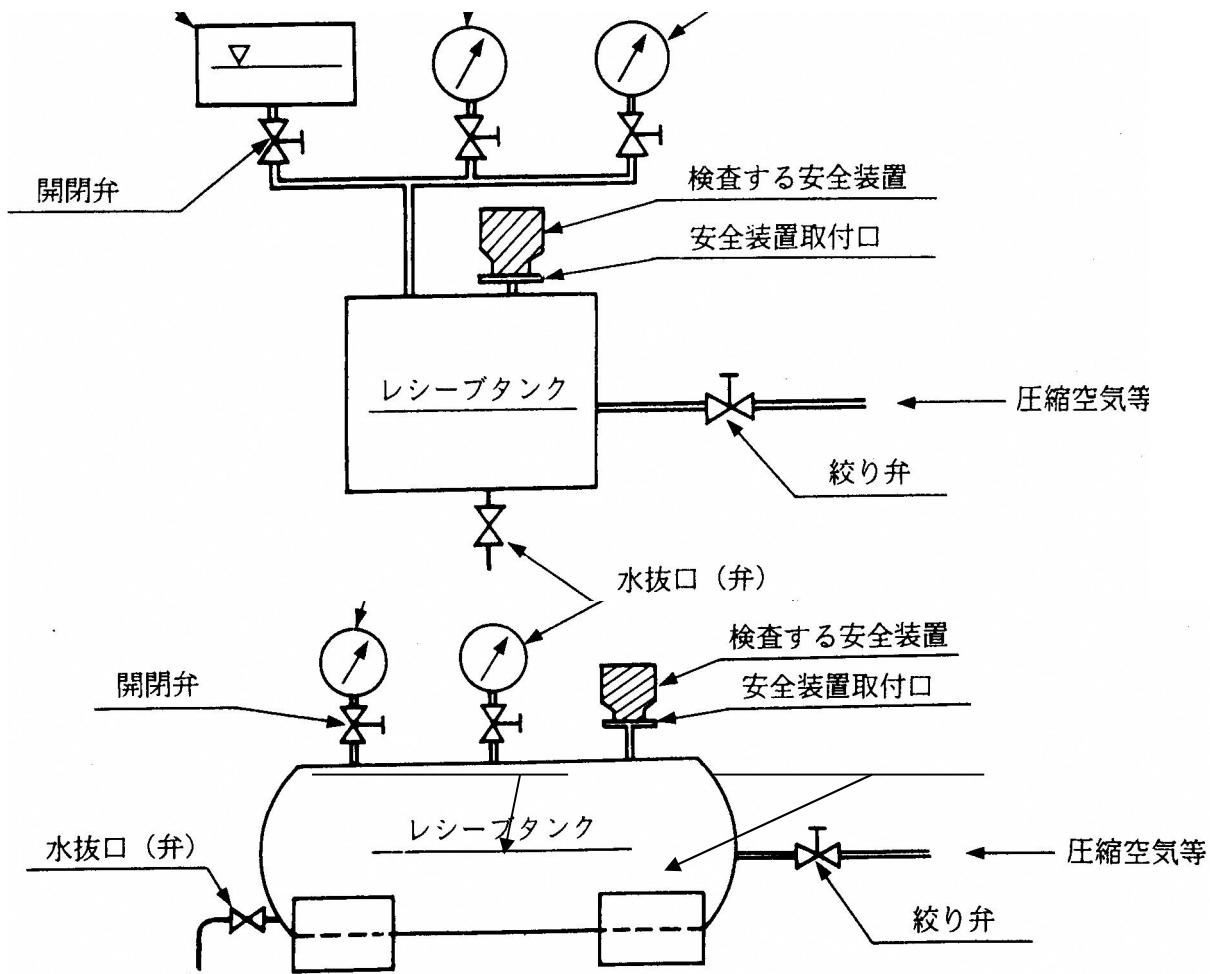 開閉弁
検査する安全装置
安全装置取付口
レシーブタンク
圧縮空気等
絞り弁
水抜口（弁）
検査する安全装置
開閉弁
安全装置取付口
レシーブタンク
水抜口（弁）
圧縮空気等
絞り弁